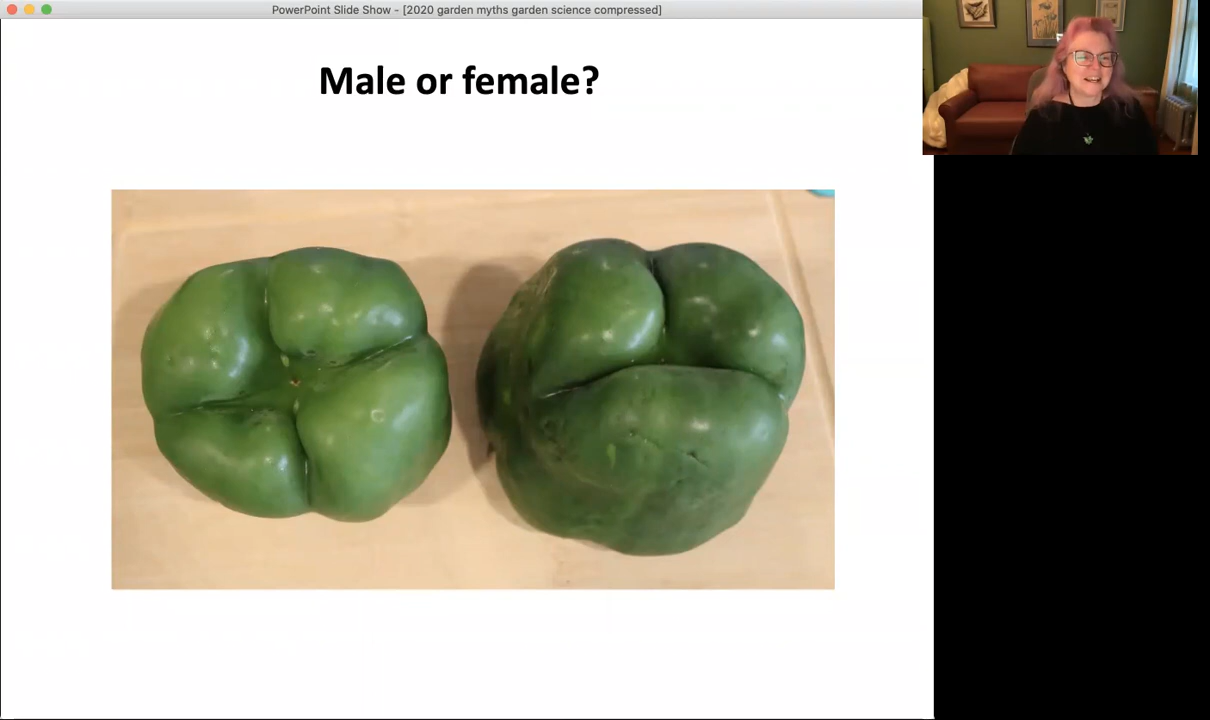 PowerPoint Slide Show - [2020 garden myths garden science compressed]
Male or female?